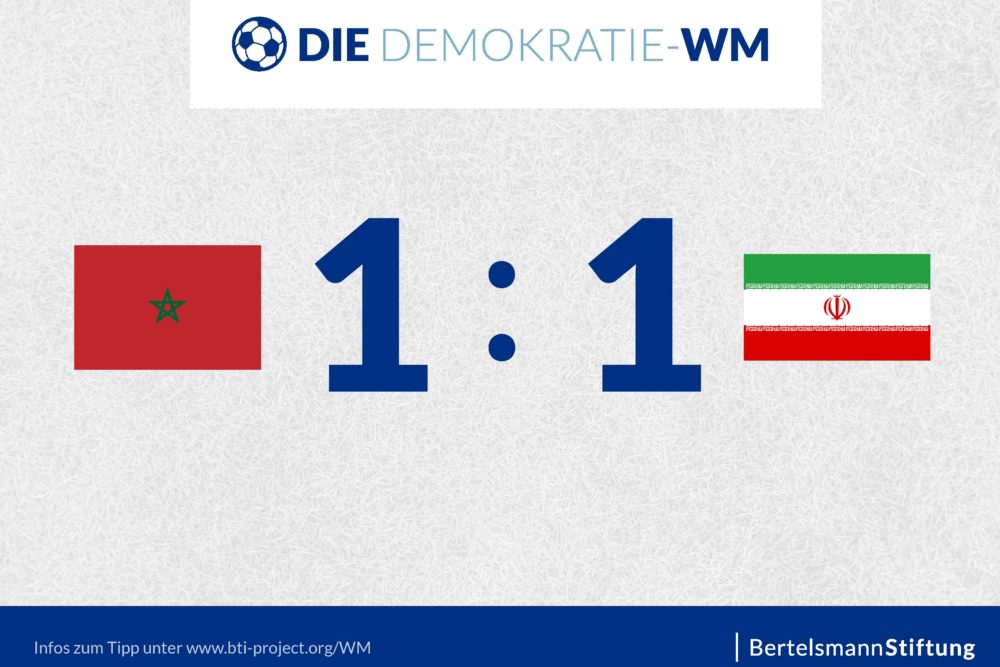 DIE DEMOKRATIE-WM
1 : 1
Infos zum Tipp unter www.bti-project.org/WM
BertelsmannStiftung